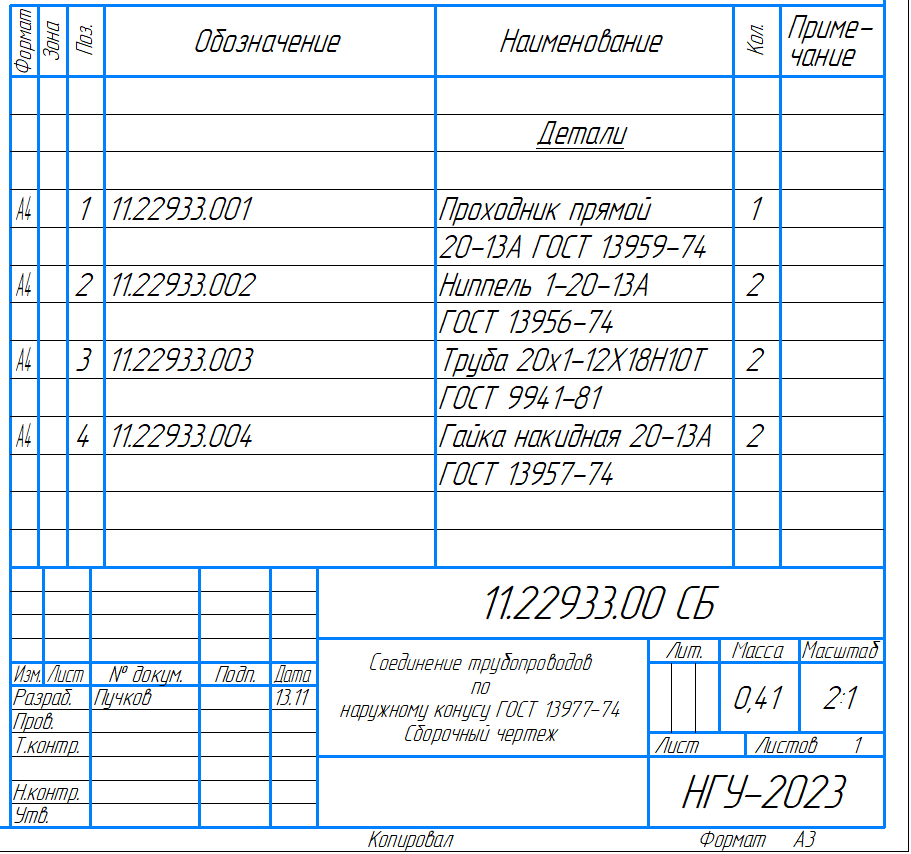 Формат Зона Поз. Обозначение Наименование Кол. Приме-
чание
Детали
А4 1 11.22933.001 Проходник прямой 1
20-13А ГОСТ 13959-74
А4 2 11.22933.002 Ниппель 1-20-13А 2
ГОСТ 13956-74
А4 3 11.22933.003 Труба 20х1-12Х18Н10Т 2
ГОСТ 9941-81
А4 4 11.22933.004 Гайка накидная 20-13А 2
ГОСТ 13957-74
11.22933.00 СБ
Изм. Лист № докум. Подп. Дата
Разраб. Пучков 13.11
Пров.
Т.контр.
Н.контр.
Утв.
Соединение трубопроводов
по
наружному конусу ГОСТ 13977-74
Сборочный чертеж
Лит. Масса Масштаб
0,41 2:1
Лист Листов 1
НГУ-2023
Копировал Формат А3